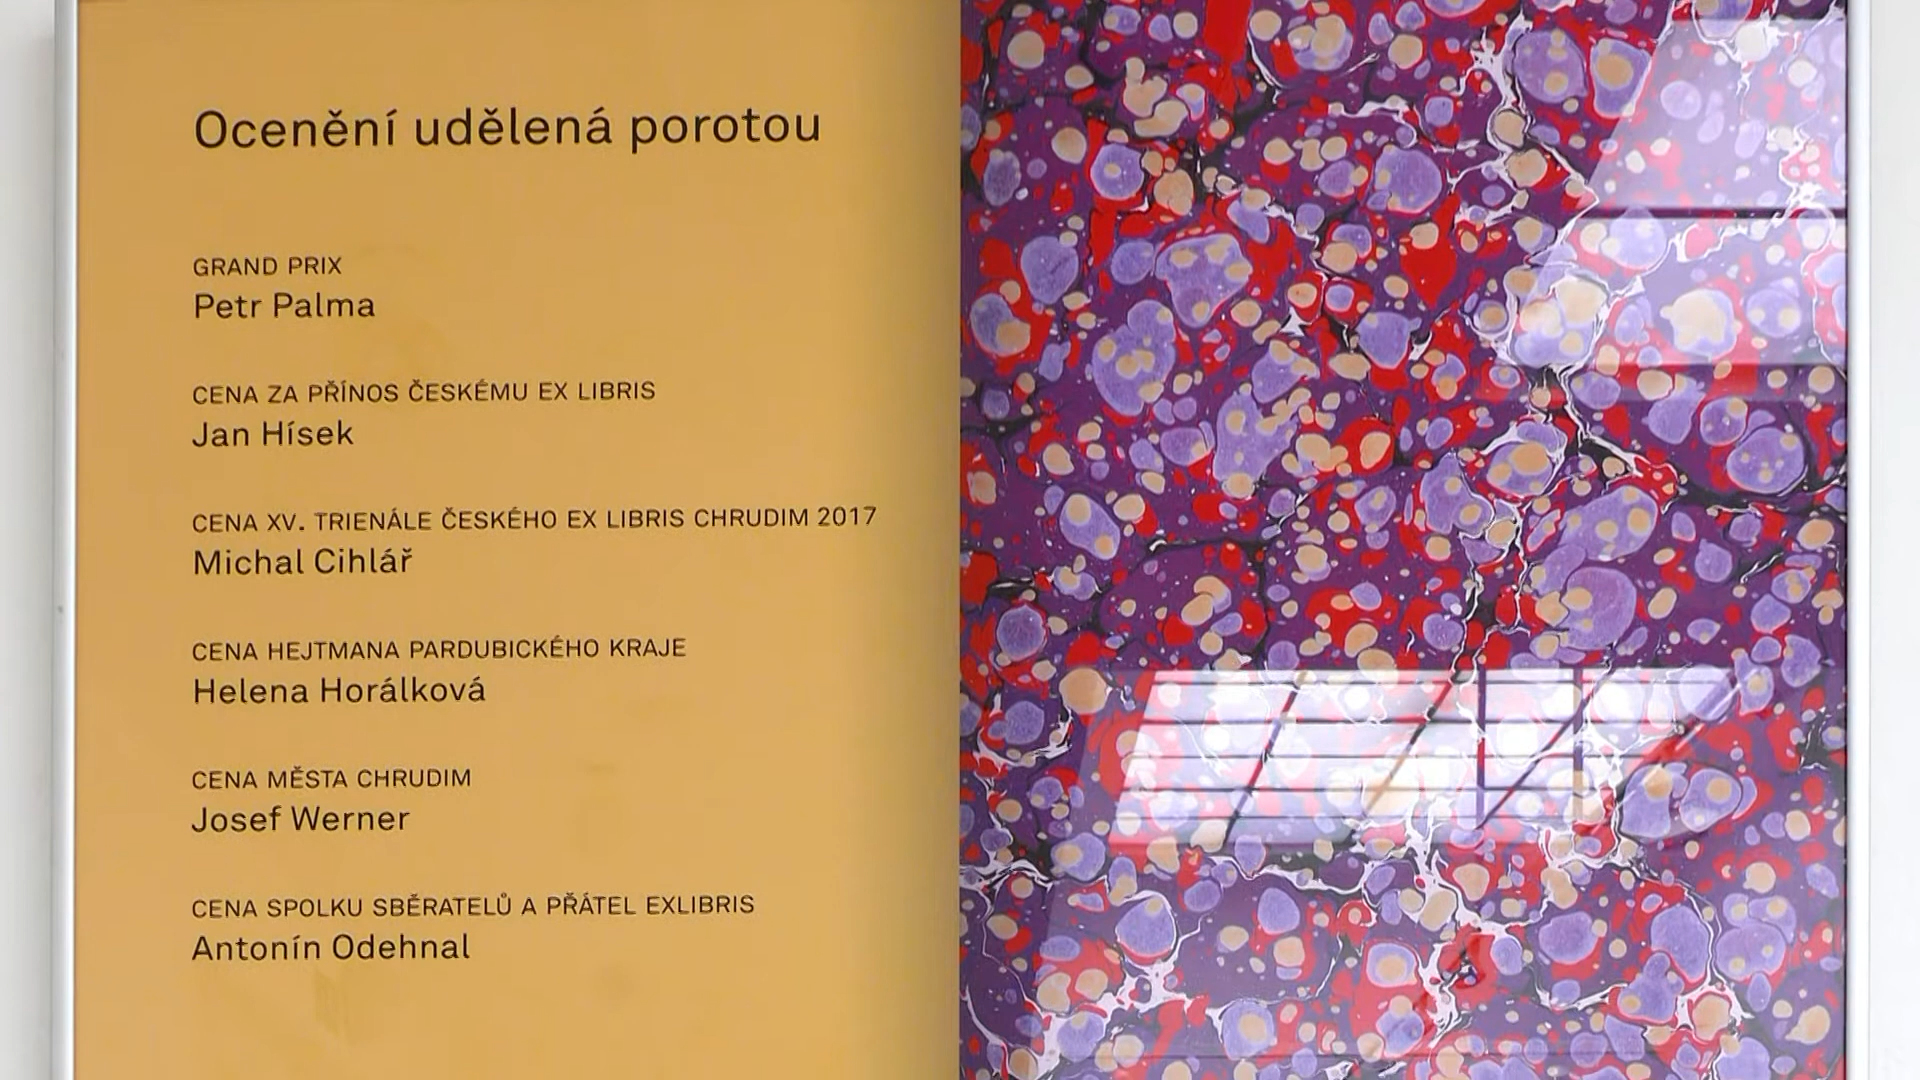 Ocenění udělená porotou
GRAND PRIX
Petr Palma
CENA ZA PŘÍNOS ČESKÉMU EX LIBRIS
Jan Hísek
CENA XV. TRIENÁLE ČESKÉHO EX LIBRIS CHRUDIM 2017
Michal Cihlář
CENA HEJTMANA PARDUBICKÉHO KRAJE
Helena Horálková
CENA MĚSTA CHRUDIM
Josef Werner
CENA SPOLKU SBĚRATELŮ A PŘÁTEL EXLIBRIS
Antonín Odehnal